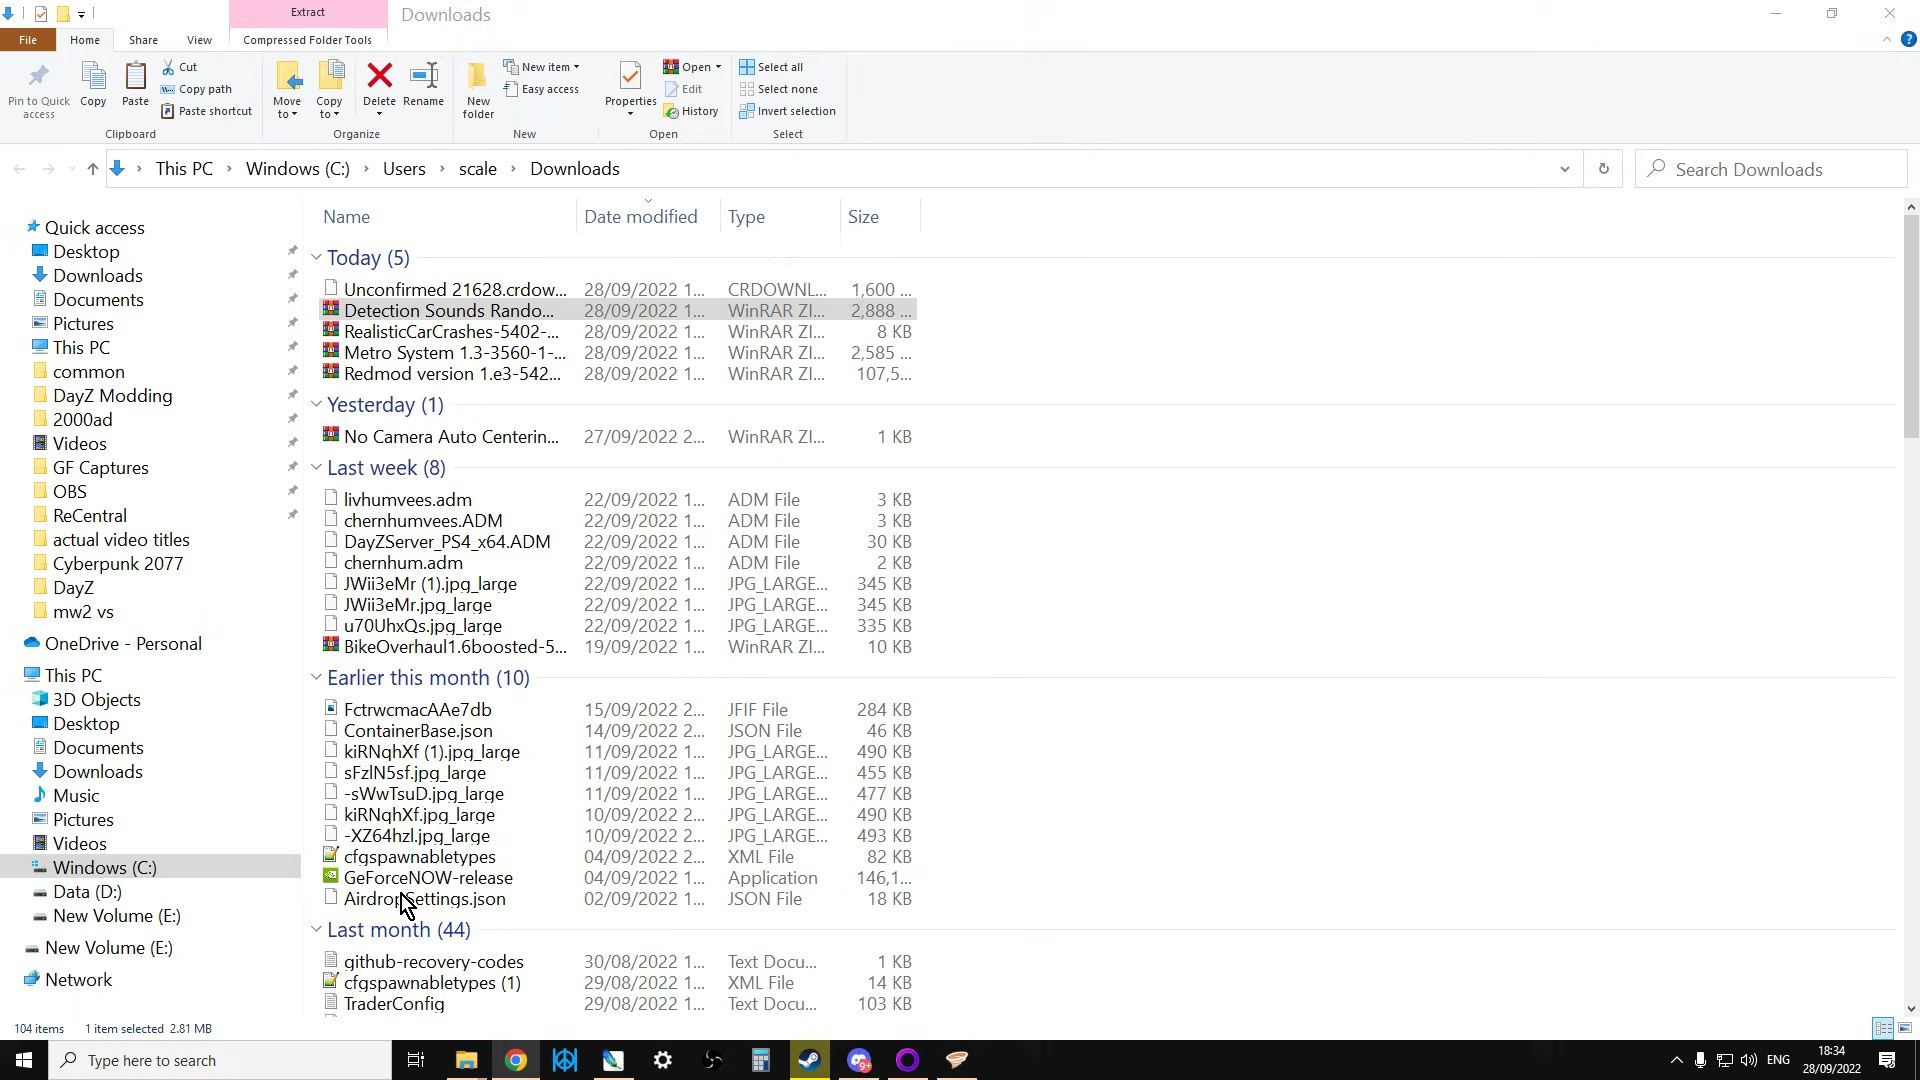 Extract
Downloads
File
Home
Share
View
Compressed Folder Tools
Pin to Quick access
Copy
Paste
Cut
Copy path
Paste shortcut
Clipboard
Move to
Copy to
Delete
Rename
Organize
New folder
New item
Easy access
New
Properties
Open
Edit
History
Open
Select all
Select none
Invert selection
Select
This PC > Windows (C:) > Users > scale > Downloads
Search Downloads
Quick access
Desktop
Downloads
Documents
Pictures
This PC
common
DayZ Modding
2000ad
Videos
GF Captures
OBS
ReCentral
actual video titles
Cyberpunk 2077
DayZ
mw2 vs
OneDrive - Personal
This PC
3D Objects
Desktop
Documents
Downloads
Music
Pictures
Videos
Windows (C:)
Data (D:)
New Volume (E:)
New Volume (E:)
Network
Name Date modified Type Size
Today (5)
Unconfirmed 21628.crdow... 28/09/2022 1... CRDOWNL... 1,600 ...
Detection Sounds Rando... 28/09/2022 1... WinRAR ZI... 2,888 ...
RealisticCarCrashes-5402-... 28/09/2022 1... WinRAR ZI... 8 KB
Metro System 1.3-3560-1-... 28/09/2022 1... WinRAR ZI... 2,585 ...
Redmod version 1.e3-542... 28/09/2022 1... WinRAR ZI... 107,5...
Yesterday (1)
No Camera Auto Centerin... 27/09/2022 2... WinRAR ZI... 1 KB
Last week (8)
livhumvees.adm 22/09/2022 1... ADM File 3 KB
chernhumvees.ADM 22/09/2022 1... ADM File 3 KB
DayZServer_PS4_x64.ADM 22/09/2022 1... ADM File 30 KB
chernhum.adm 22/09/2022 1... ADM File 2 KB
JWii3eMr (1).jpg_large 22/09/2022 1... JPG_LARGE... 345 KB
JWii3eMr.jpg_large 22/09/2022 1... JPG_LARGE... 345 KB
u70UhxQs.jpg_large 22/09/2022 1... JPG_LARGE... 335 KB
BikeOverhaul1.6boosted-5... 19/09/2022 1... WinRAR ZI... 10 KB
Earlier this month (10)
FctrwcmacAAe7db 15/09/2022 2... JFIF File 284 KB
ContainerBase.json 14/09/2022 2... JSON File 46 KB
kiRNqhXf (1).jpg_large 11/09/2022 1... JPG_LARGE... 490 KB
sFzlN5sf.jpg_large 11/09/2022 1... JPG_LARGE... 455 KB
-sWwTsuD.jpg_large 11/09/2022 1... JPG_LARGE... 477 KB
kiRNqhXf.jpg_large 10/09/2022 2... JPG_LARGE... 490 KB
-XZ64hzl.jpg_large 10/09/2022 2... JPG_LARGE... 493 KB
cfgspawnabletypes 04/09/2022 2... XML File 82 KB
GeForceNOW-release 04/09/2022 1... Application 146,1...
AirdropSettings.json 02/09/2022 1... JSON File 18 KB
Last month (44)
github-recovery-codes 30/08/2022 1... Text Docu... 1 KB
cfgspawnabletypes (1) 29/08/2022 1... XML File 14 KB
TraderConfig 29/08/2022 1... Text Docu... 103 KB
104 items 1 item selected 2.81 MB
Type here to search
ENG
18:34
28/09/2022